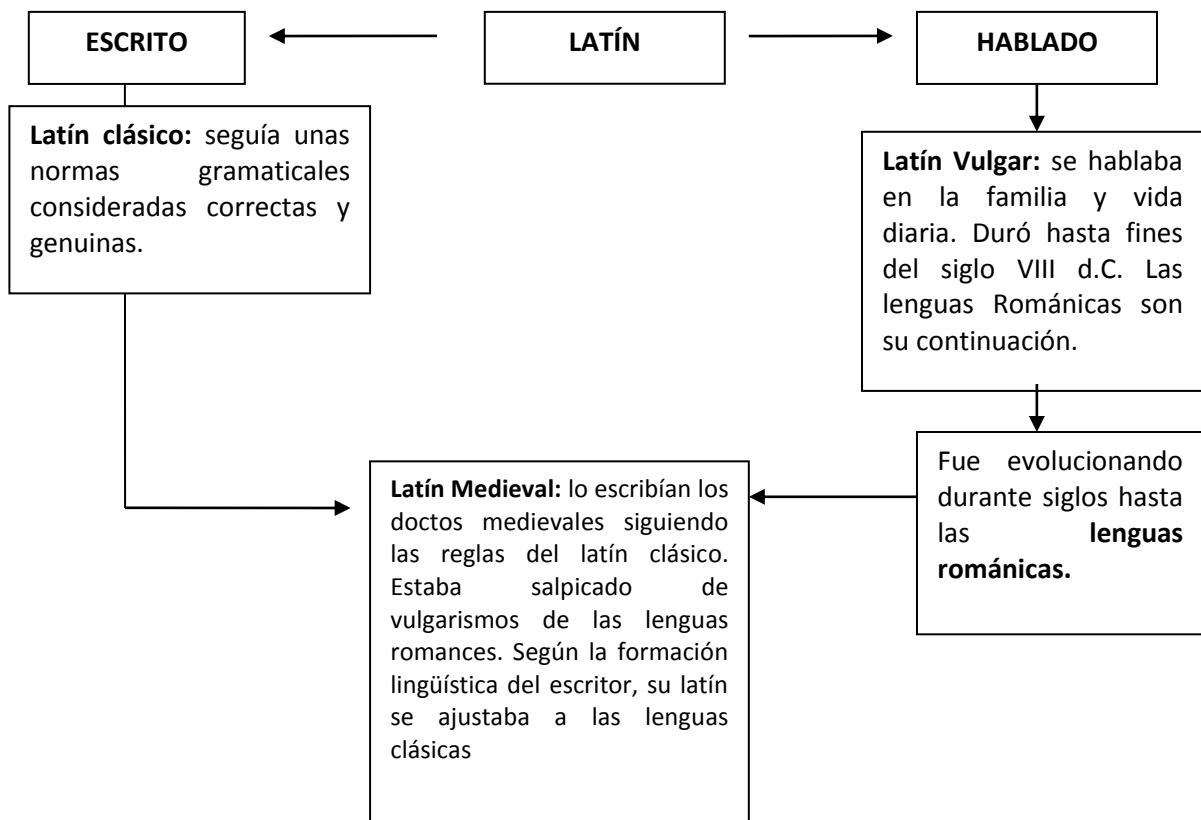 ESCRITO
LATÍN
HABLADO
Latín clásico: seguía unas
normas gramaticales
consideradas correctas y
genuinas.
Latín Vulgar: se hablaba
en la familia y vida
diaria. Duró hasta fines
del siglo VIII d.C. Las
lenguas Románicas son
su continuación.
Latín Medieval: lo escribían los
doctos medievales siguiendo
las reglas del latín clásico.
Estaba salpicado de
vulgarismos de las lenguas
romances. Según la formación
lingüística del escritor, su latín
se ajustaba a las lenguas
clásicas
Fue evolucionando
durante siglos hasta
las lenguas
románicas.